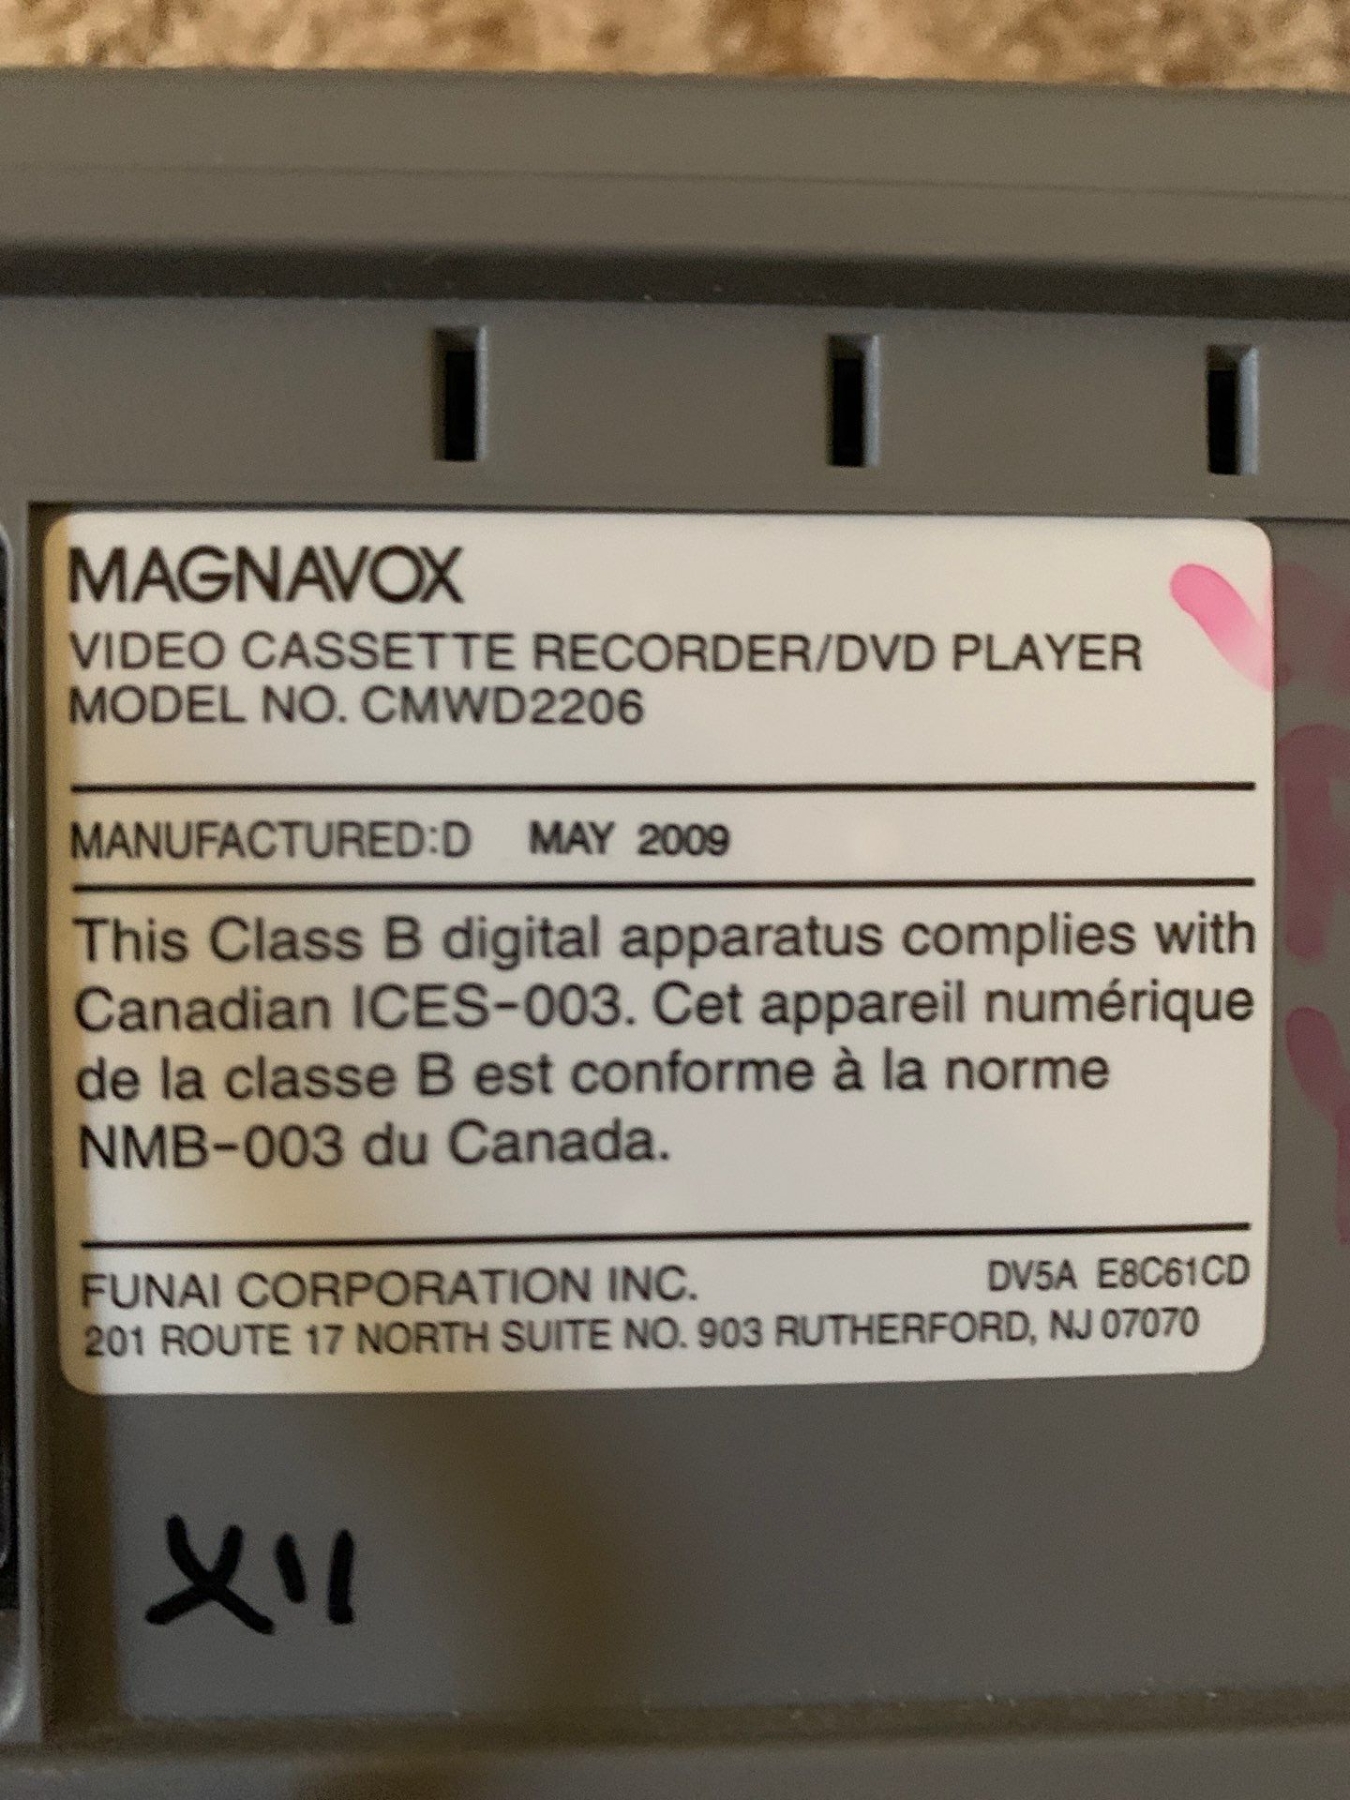 MAGNAVOX
VIDEO CASSETTE RECORDER/DVD PLAYER
MODEL NO. CMWD2206
MANUFACTURED:D MAY 2009
This Class B digital apparatus complies with
Canadian ICES-003. Cet appareil numérique
de la classe B est conforme à la norme
NMB-003 du Canada.
FUNAI CORPORATION INC. DV5A E8C61CD
201 ROUTE 17 NORTH SUITE NO. 903 RUTHERFORD, NJ 07070
XII